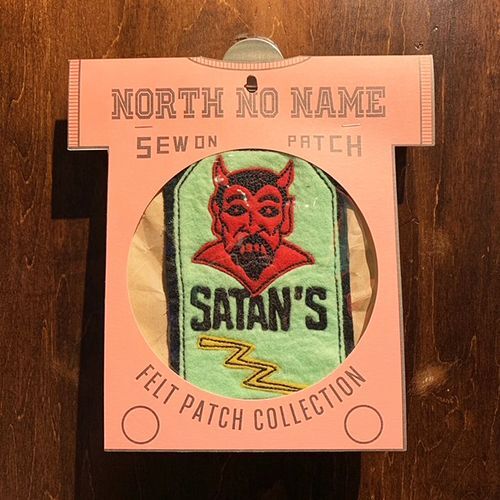 NORTH NO NAME
SEW ON PATCH
SATAN'S
FELT PATCH COLLECTION